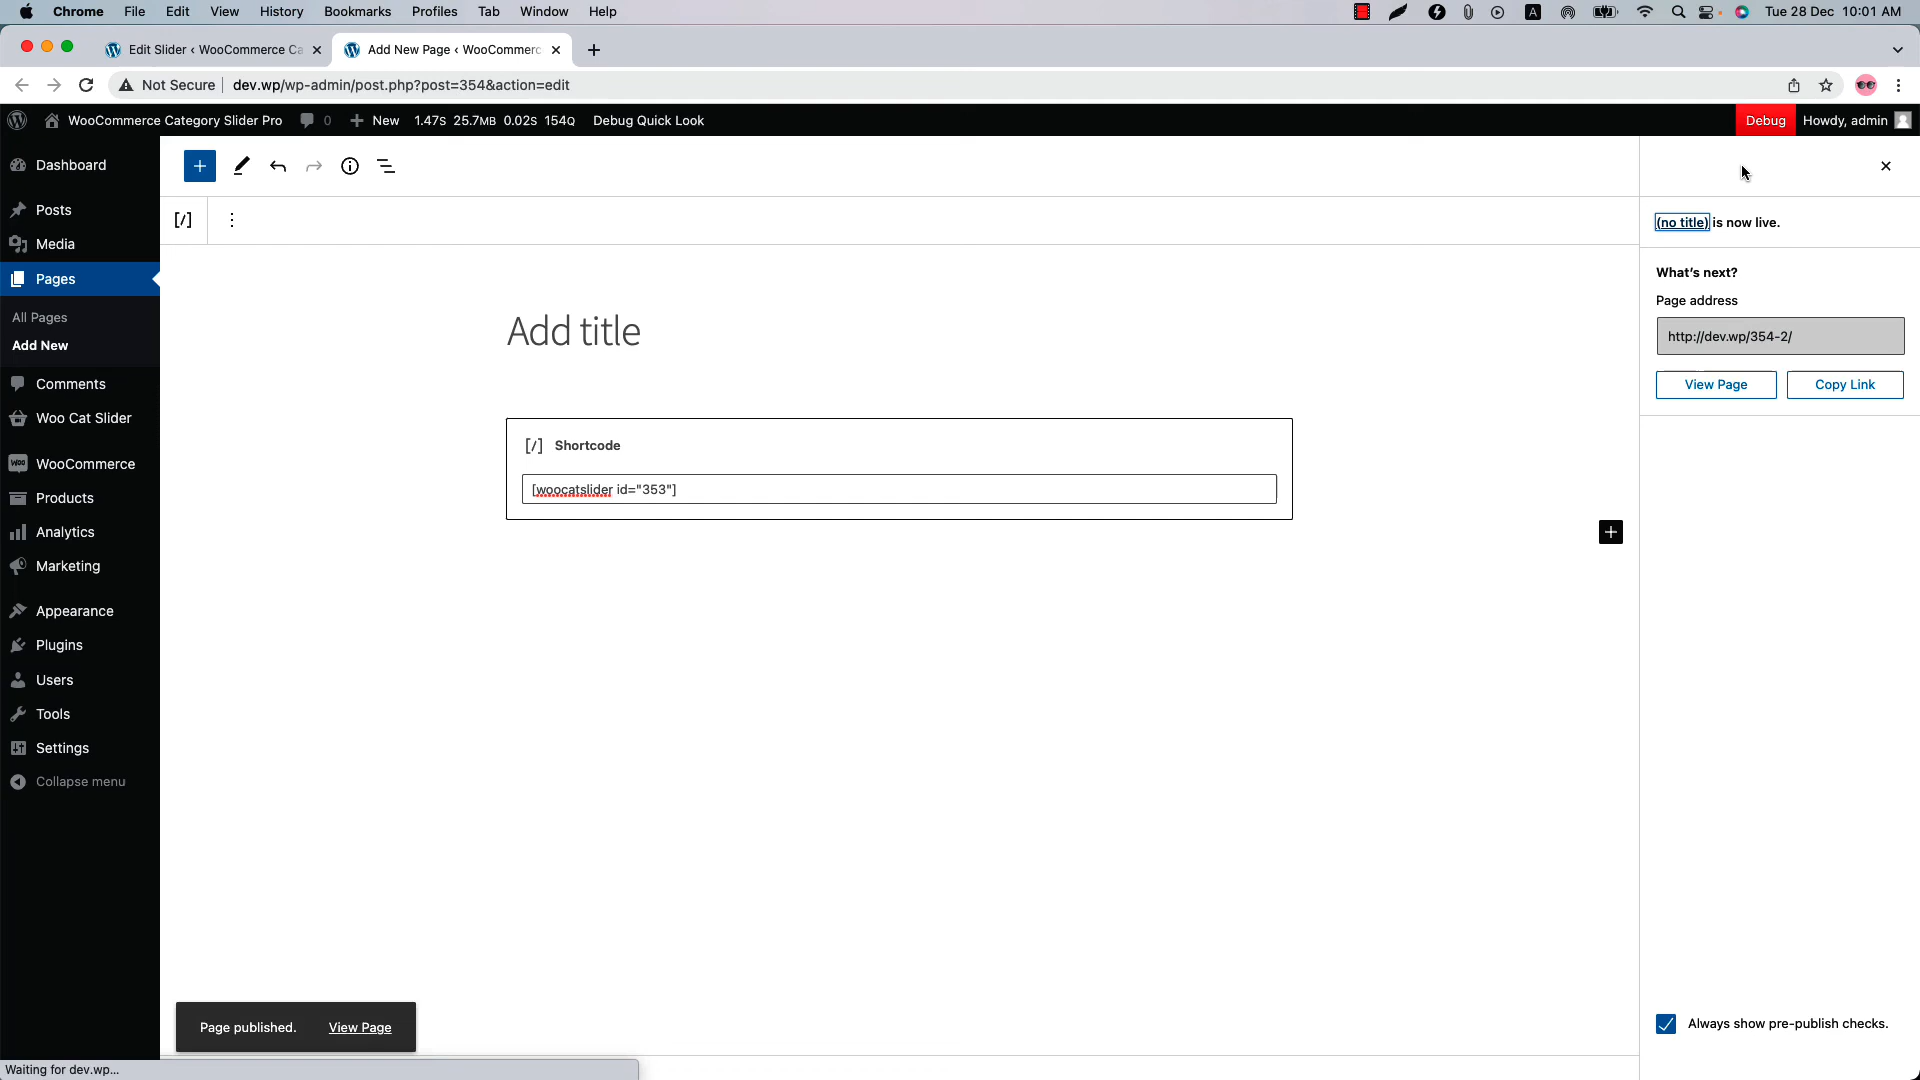 Chrome File Edit View History Bookmarks Profiles Tab Window Help A Tue 28 Dec 10:01 AM
Edit Slider ‹ WooCommerce Ca Add New Page ‹ WooCommerc
Not Secure dev.wp/wp-admin/post.php?post=354&action=edit
WooCommerce Category Slider Pro 0 New 1.47S 25.7MB 0.02S 154Q Debug Quick Look Debug Howdy, admin
Dashboard
Posts
Media
Pages
All Pages
Add New
Comments
Woo Cat Slider
Woo WooCommerce
Products
Analytics
Marketing
Appearance
Plugins
Users
Tools
Settings
Collapse menu
[/]
Add title
[/] Shortcode
[woocatslider id="353"]
(no title) is now live.
What's next?
Page address
http://dev.wp/354-2/
View Page Copy Link
Always show pre-publish checks.
Page published. View Page
Waiting for dev.wp...